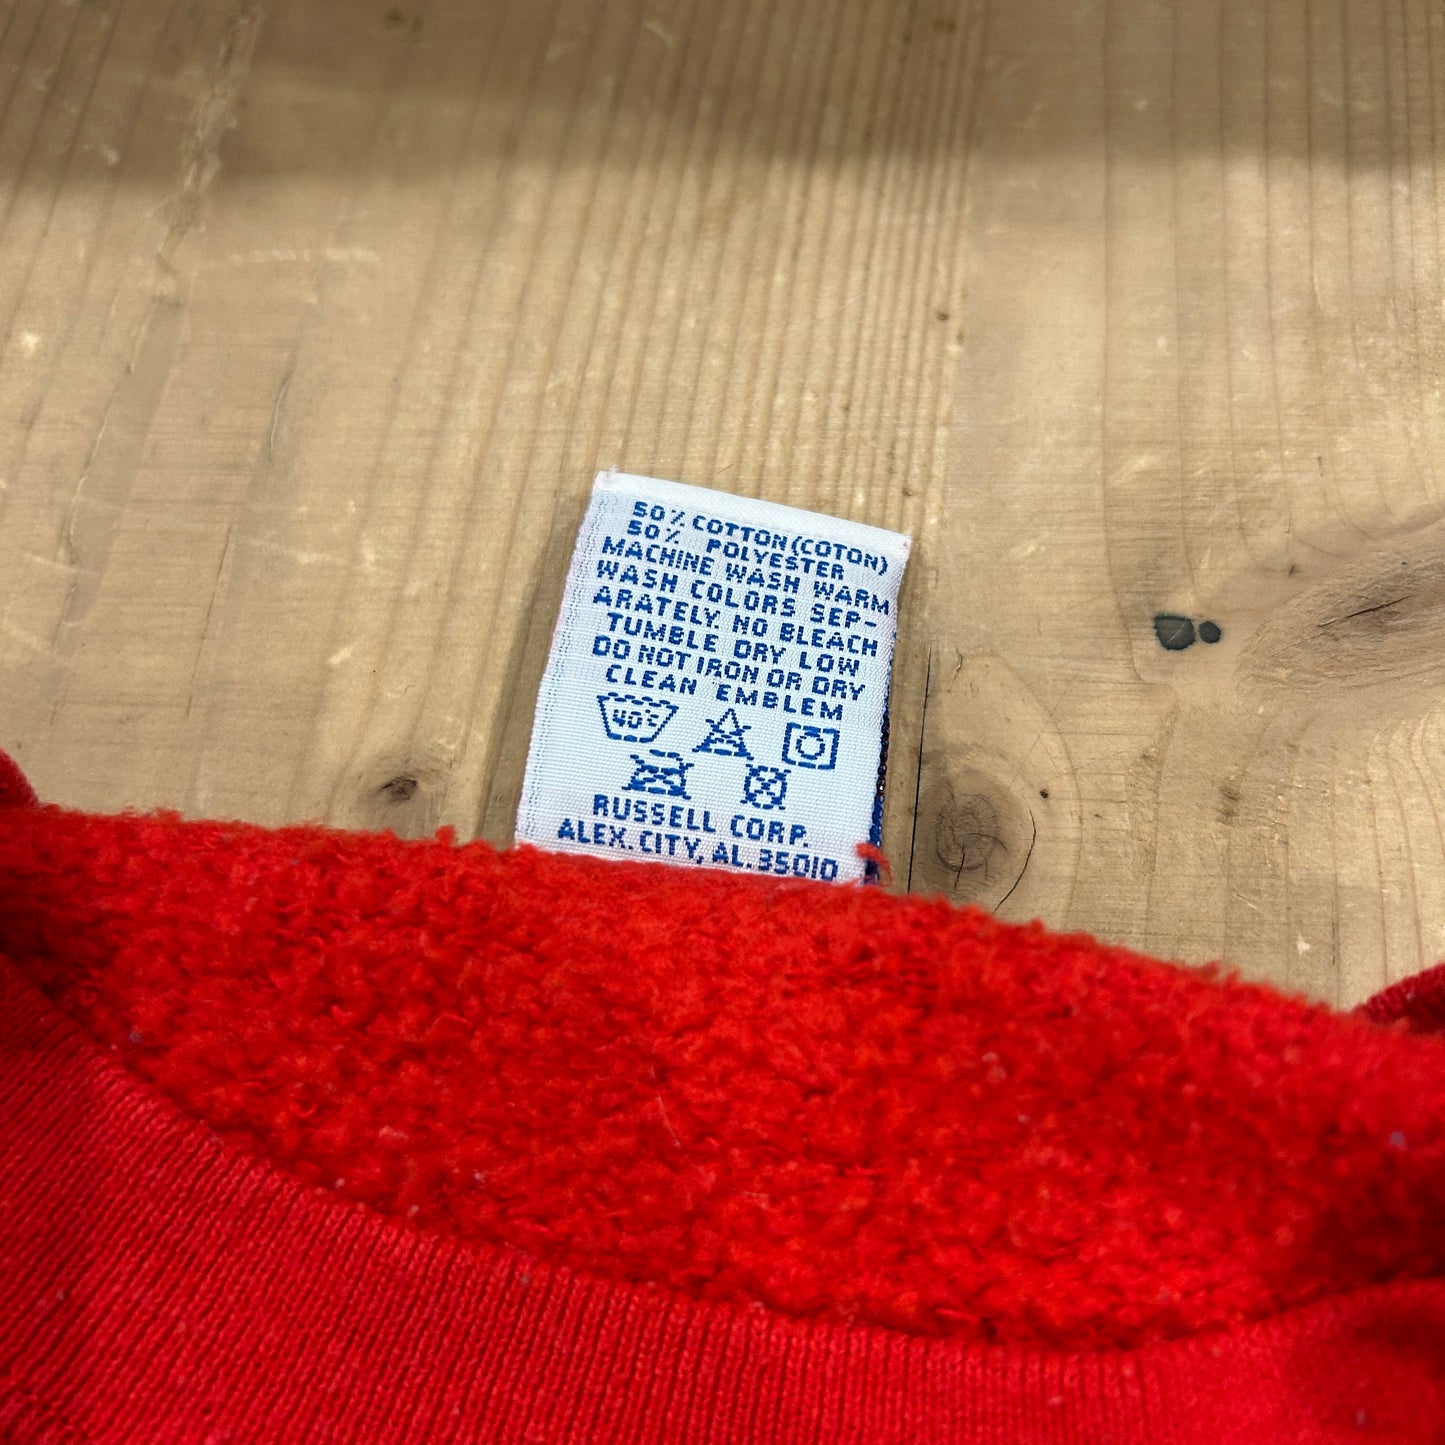 50% COTTON (COTON)
50% POLYESTER
MACHINE WASH WARM
WASH COLORS SEP-
ARATELY. NO BLEACH
TUMBLE DRY LOW
DO NOT IRON OR DRY
CLEAN EMBLEM
40°C
RUSSELL CORP.
ALEX. CITY, AL. 35010